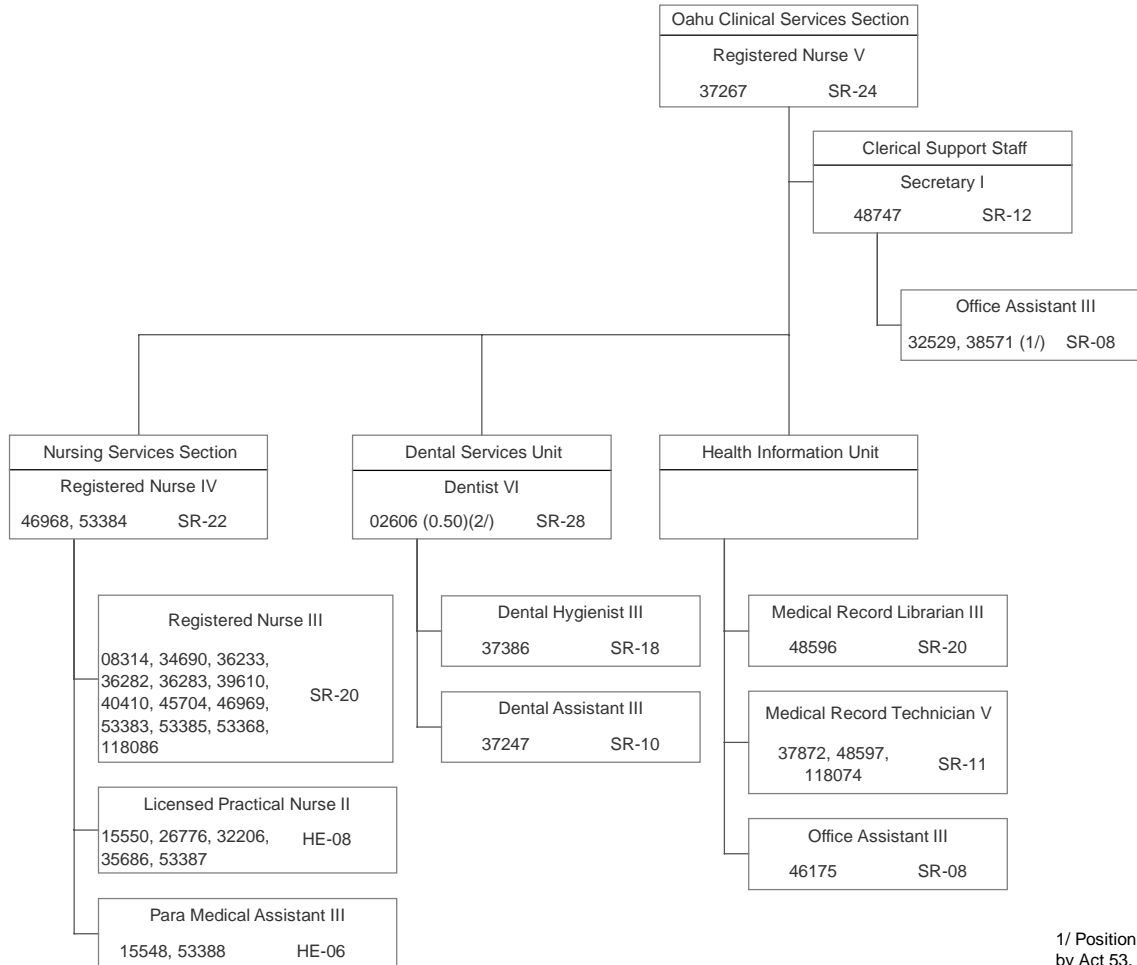 Oahu Clinical Services Section
Registered Nurse V
37267 SR-24
Clerical Support Staff
Secretary I
48747 SR-12
Office Assistant III
32529, 38571 (1/) SR-08
Nursing Services Section
Registered Nurse IV
46968, 53384 SR-22
Registered Nurse III
08314, 34690, 36233,
36282, 36283, 39610,
40410, 45704, 46969,
53383, 53385, 53368,
118086
SR-20
Licensed Practical Nurse II
15550, 26776, 32206,
35686, 53387
HE-08
Para Medical Assistant III
15548, 53388 HE-06
Dental Services Unit
Dentist VI
02606 (0.50)(2/) SR-28
Dental Hygienist III
37386 SR-18
Dental Assistant III
37247 SR-10
Health Information Unit
Medical Record Librarian III
48596 SR-20
Medical Record Technician V
37872, 48597,
118074
SR-11
Office Assistant III
46175 SR-08
1/ Position
by Act 53,